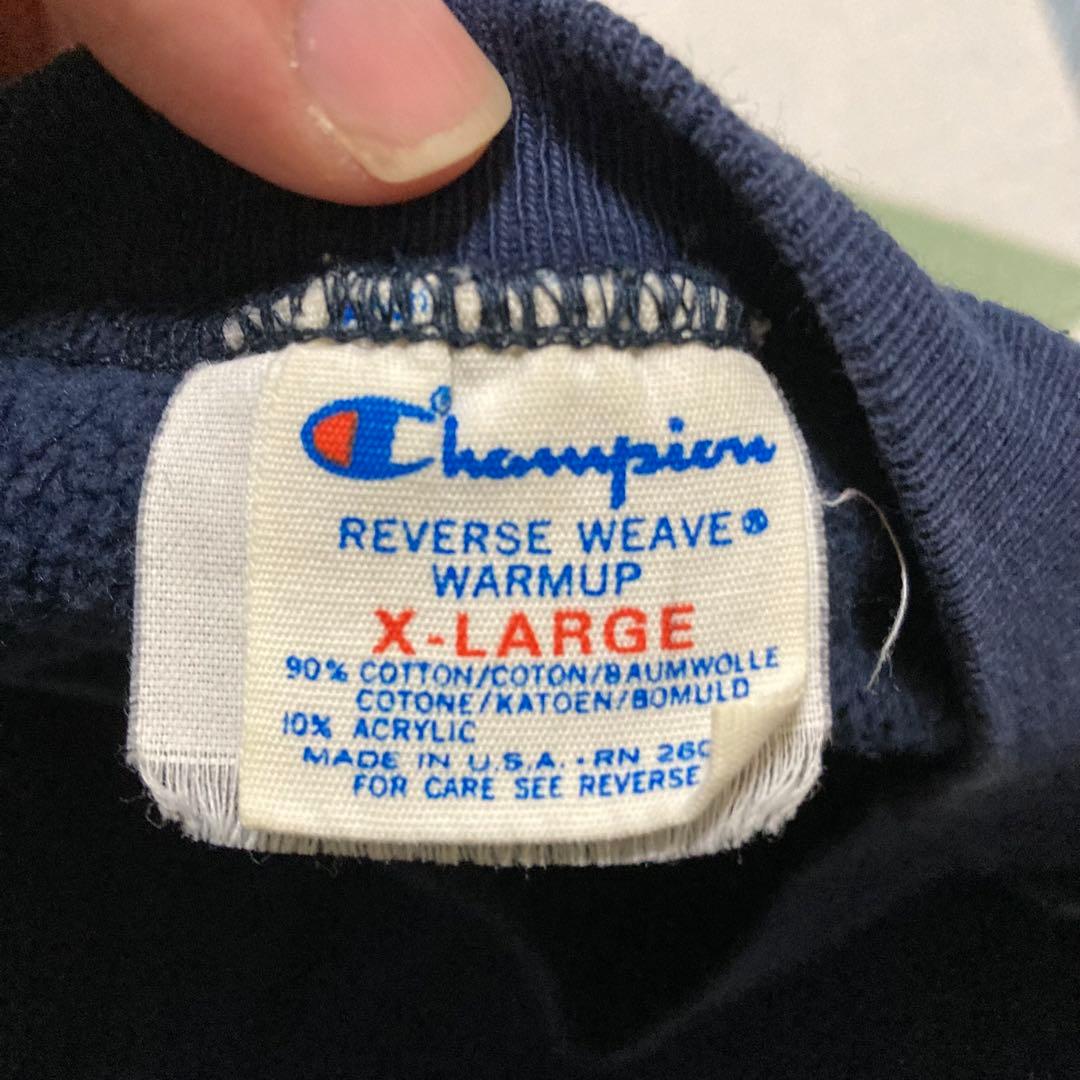 Champion®
REVERSE WEAVE®
WARMUP
X-LARGE
90% COTTON/COTON/BAUMWOLLE
COTONE/KATOEN/BOMULD
10% ACRYLIC
MADE IN U.S.A. • RN
FOR CARE SEE REVERSE